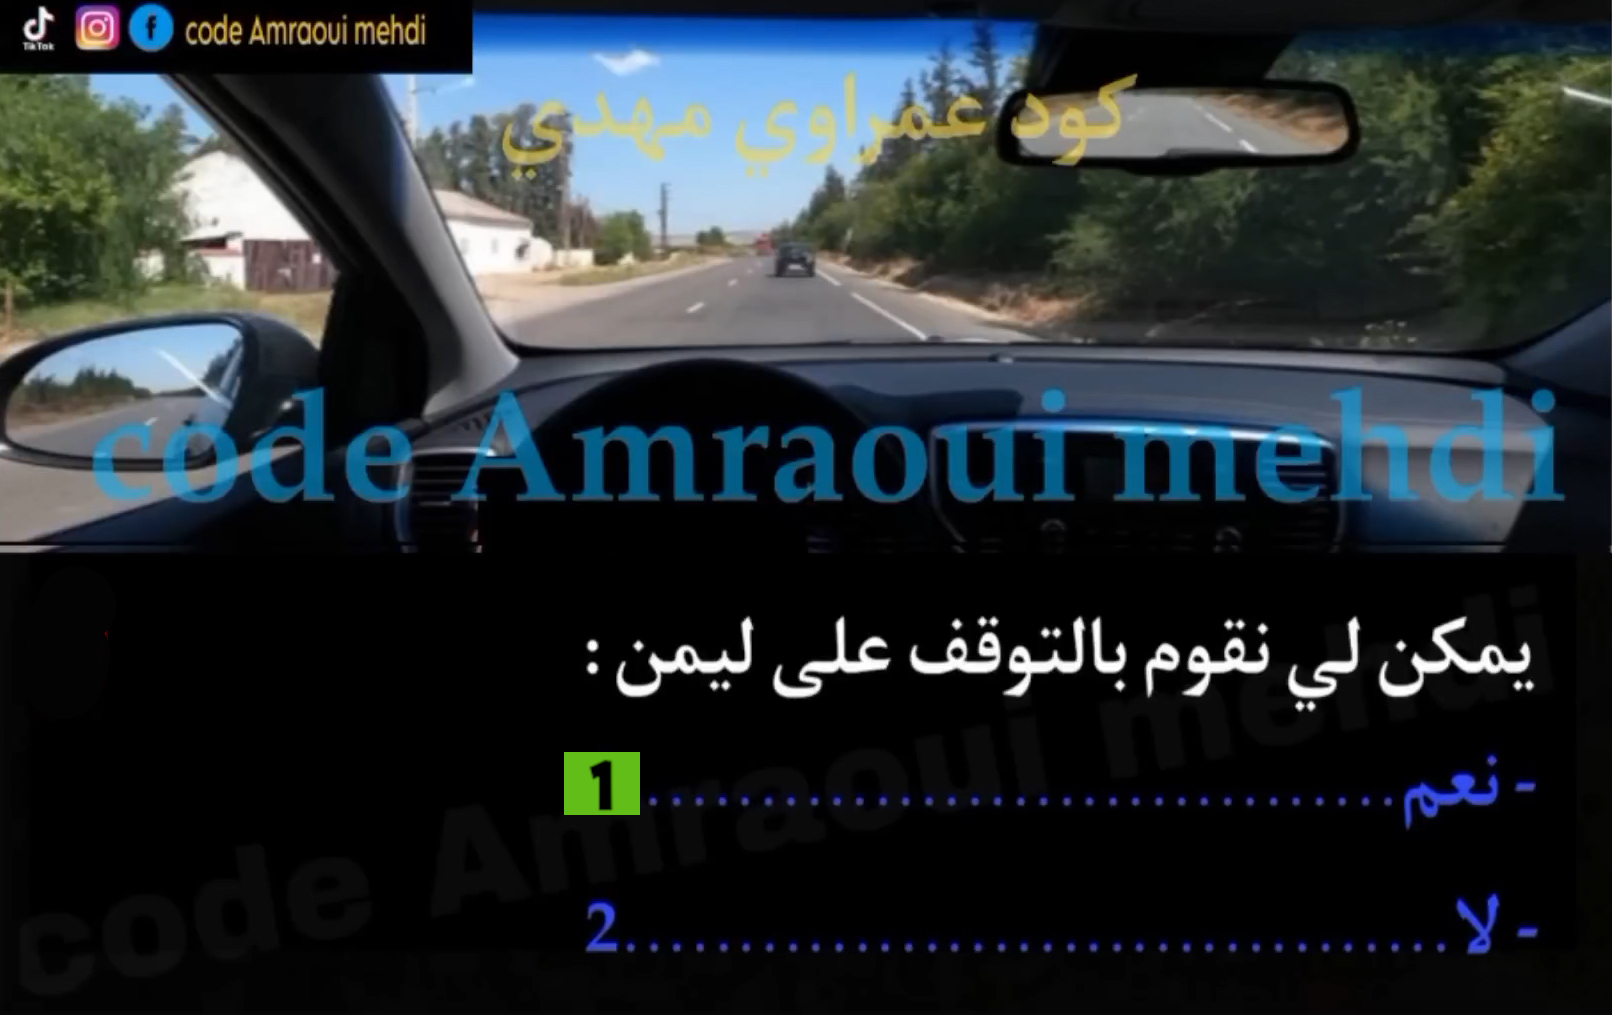 TikTok code Amraoui mehdi
كود عمراوي مهدي
code Amraoui mehdi
يمكن لي نقوم بالتوقف على ليمن :
- نعم ................................. 1
- لا ..................................... 2
code Amraoui mehdi